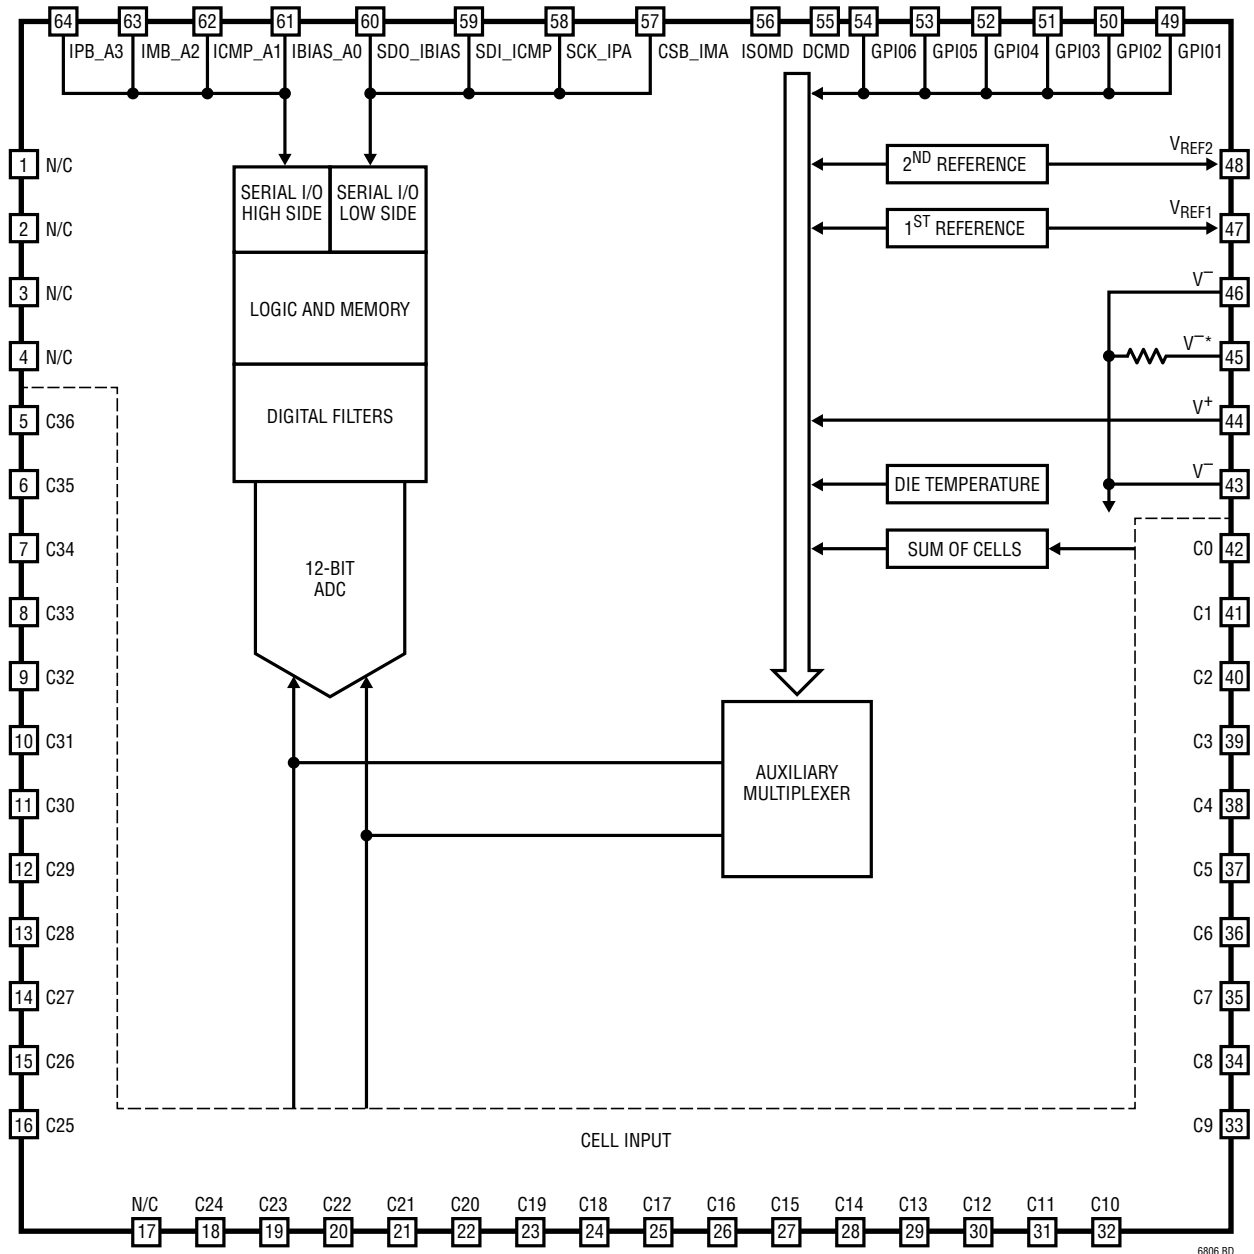 64 63 62 61 60 59 58 57 56 55 54 53 52 51 50 49
IPB_A3 IMB_A2 ICMP_A1 IBIAS_A0 SDO_IBIAS SDI_ICMP SCK_IPA CSB_IMA ISOMD DCMD GPI06 GPI05 GPI04 GPI03 GPI02 GPI01
1 N/C
2 N/C
3 N/C
4 N/C
5 C36
6 C35
7 C34
8 C33
9 C32
10 C31
11 C30
12 C29
13 C28
14 C27
15 C26
16 C25
SERIAL I/O
HIGH SIDE
SERIAL I/O
LOW SIDE
LOGIC AND MEMORY
DIGITAL FILTERS
12-BIT
ADC
2ND REFERENCE
1ST REFERENCE
DIE TEMPERATURE
SUM OF CELLS
AUXILIARY
MULTIPLEXER
VREF2 48
VREF1 47
V– 46
V–* 45
V+ 44
V– 43
C0 42
C1 41
C2 40
C3 39
C4 38
C5 37
C6 36
C7 35
C8 34
C9 33
CELL INPUT
N/C C24 C23 C22 C21 C20 C19 C18 C17 C16 C15 C14 C13 C12 C11 C10
17 18 19 20 21 22 23 24 25 26 27 28 29 30 31 32
6806 BD